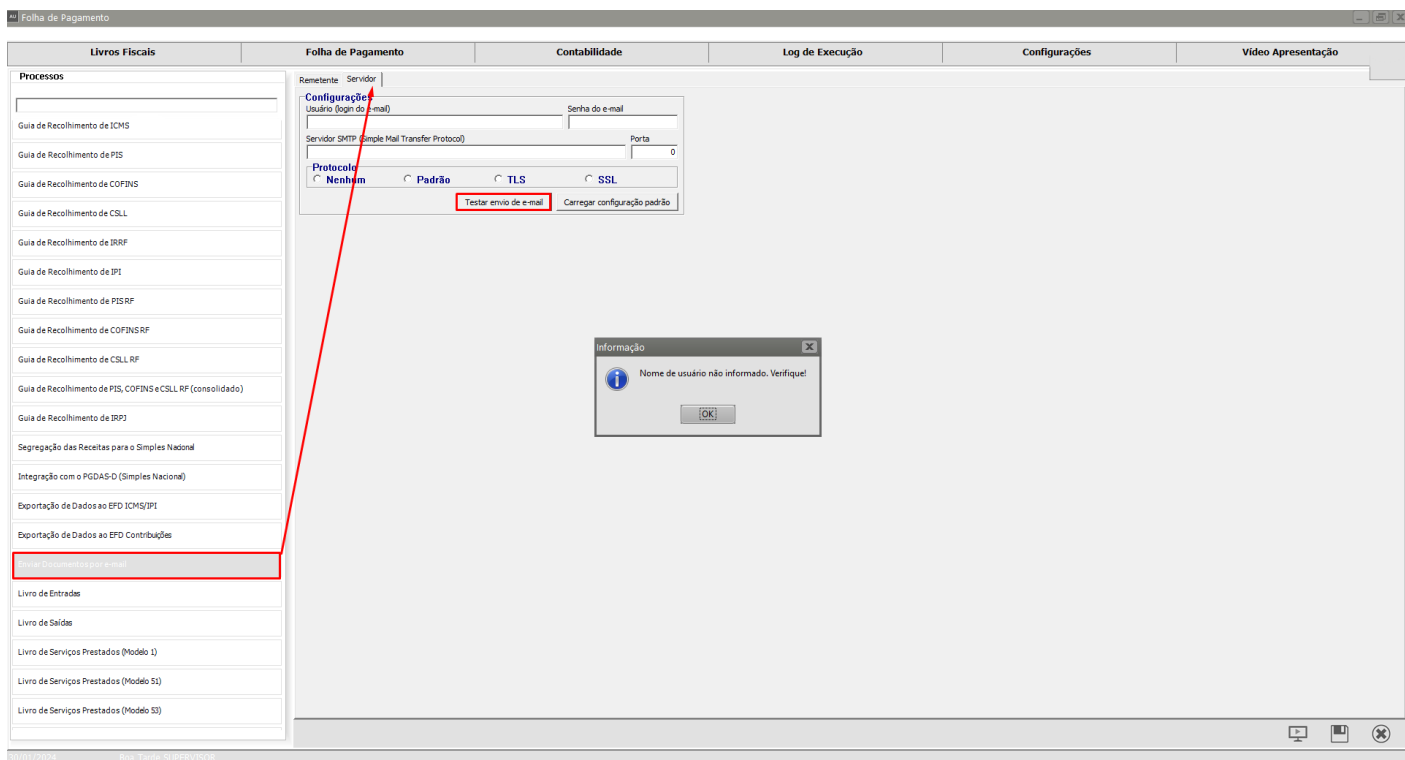 AU Folha de Pagamento
Livros Fiscais Folha de Pagamento Contabilidade Log de Execução Configurações Vídeo Apresentação
Processos
Guia de Recolhimento de ICMS
Guia de Recolhimento de PIS
Guia de Recolhimento de COFINS
Guia de Recolhimento de CSLL
Guia de Recolhimento de IRRF
Guia de Recolhimento de IPI
Guia de Recolhimento de PIS RF
Guia de Recolhimento de COFINS RF
Guia de Recolhimento de CSLL RF
Guia de Recolhimento de PIS, COFINS e CSLL RF (consolidado)
Guia de Recolhimento de IRPJ
Segregação das Receitas para o Simples Nacional
Integração com o PGDAS-D (Simples Nacional)
Exportação de Dados ao EFD ICMS/IPI
Exportação de Dados ao EFD Contribuições
Enviar Documentos por e-mail
Livro de Entradas
Livro de Saídas
Livro de Serviços Prestados (Modelo 1)
Livro de Serviços Prestados (Modelo 51)
Livro de Serviços Prestados (Modelo 53)
Remetente Servidor
Configurações
Usuário (login do e-mail) Senha do e-mail
Servidor SMTP (Simple Mail Transfer Protocol) Porta
0
Protocolo
Nenhum Padrão TLS SSL
Testar envio de e-mail Carregar configuração padrão
Informação
Nome de usuário não informado. Verifique!
OK
30/01/2024 Boa Tarde SUPERVISOR